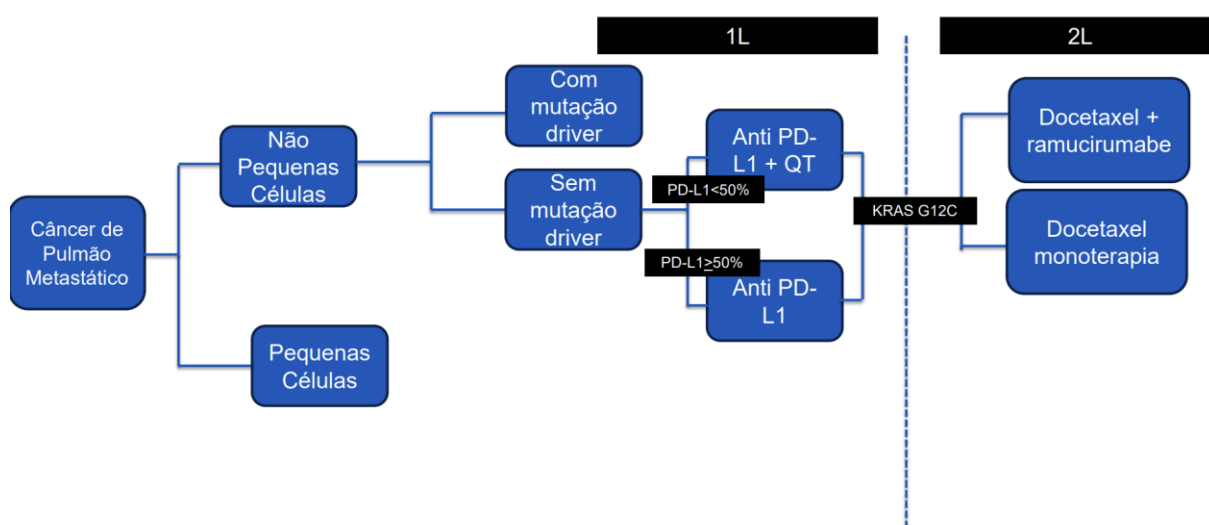 1L
2L
Com
mutação
driver
Docetaxel +
ramucirumabe
Não
Pequenas
Células
Anti PD-
L1 + QT
PD-L1<50%
Sem
mutação
driver
KRAS G12C
Câncer de
Pulmão
Metastático
Docetaxel
monoterapia
PD-L1≥50%
Anti PD-
L1
Pequenas
Células